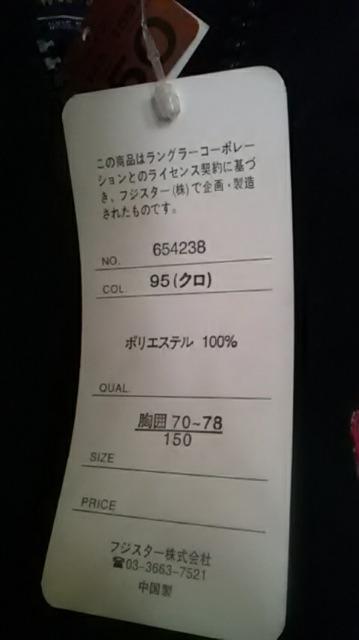 50
この商品はラングラーコーポレー
ションとのライセンス契約に基づ
き、フジスター(株)で企画・製造
されたものです。
NO. 654238
COL. 95(クロ)
ポリエステル 100%
QUAL.
胸囲 70~78
150
SIZE
PRICE
フジスター株式会社
☎03-3663-7521
中国製